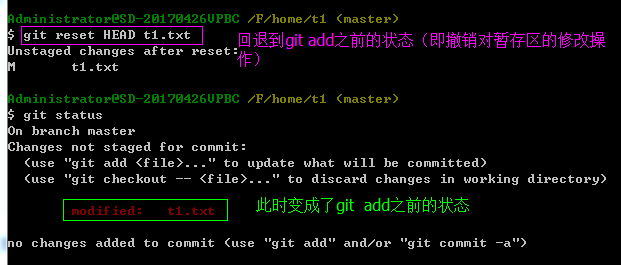 Administrator@SD-20170426VPBC /F/home/t1 (master)
$ git reset HEAD t1.txt
回退到git add之前的状态（即撤销对暂存区的修改操
作）
Unstaged changes after reset:
M t1.txt
Administrator@SD-20170426VPBC /F/home/t1 (master)
$ git status
On branch master
Changes not staged for commit:
(use "git add <file>..." to update what will be committed)
(use "git checkout -- <file>..." to discard changes in working directory)
modified: t1.txt
此时变成了git add之前的状态
no changes added to commit (use "git add" and/or "git commit -a")